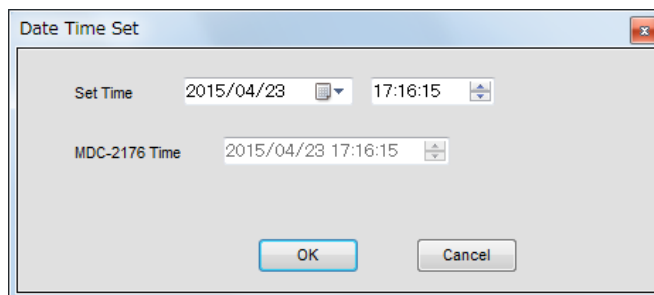 Date Time Set
x
Set Time 2015/04/23 17:16:15
MDC-2176 Time 2015/04/23 17:16:15
OK Cancel